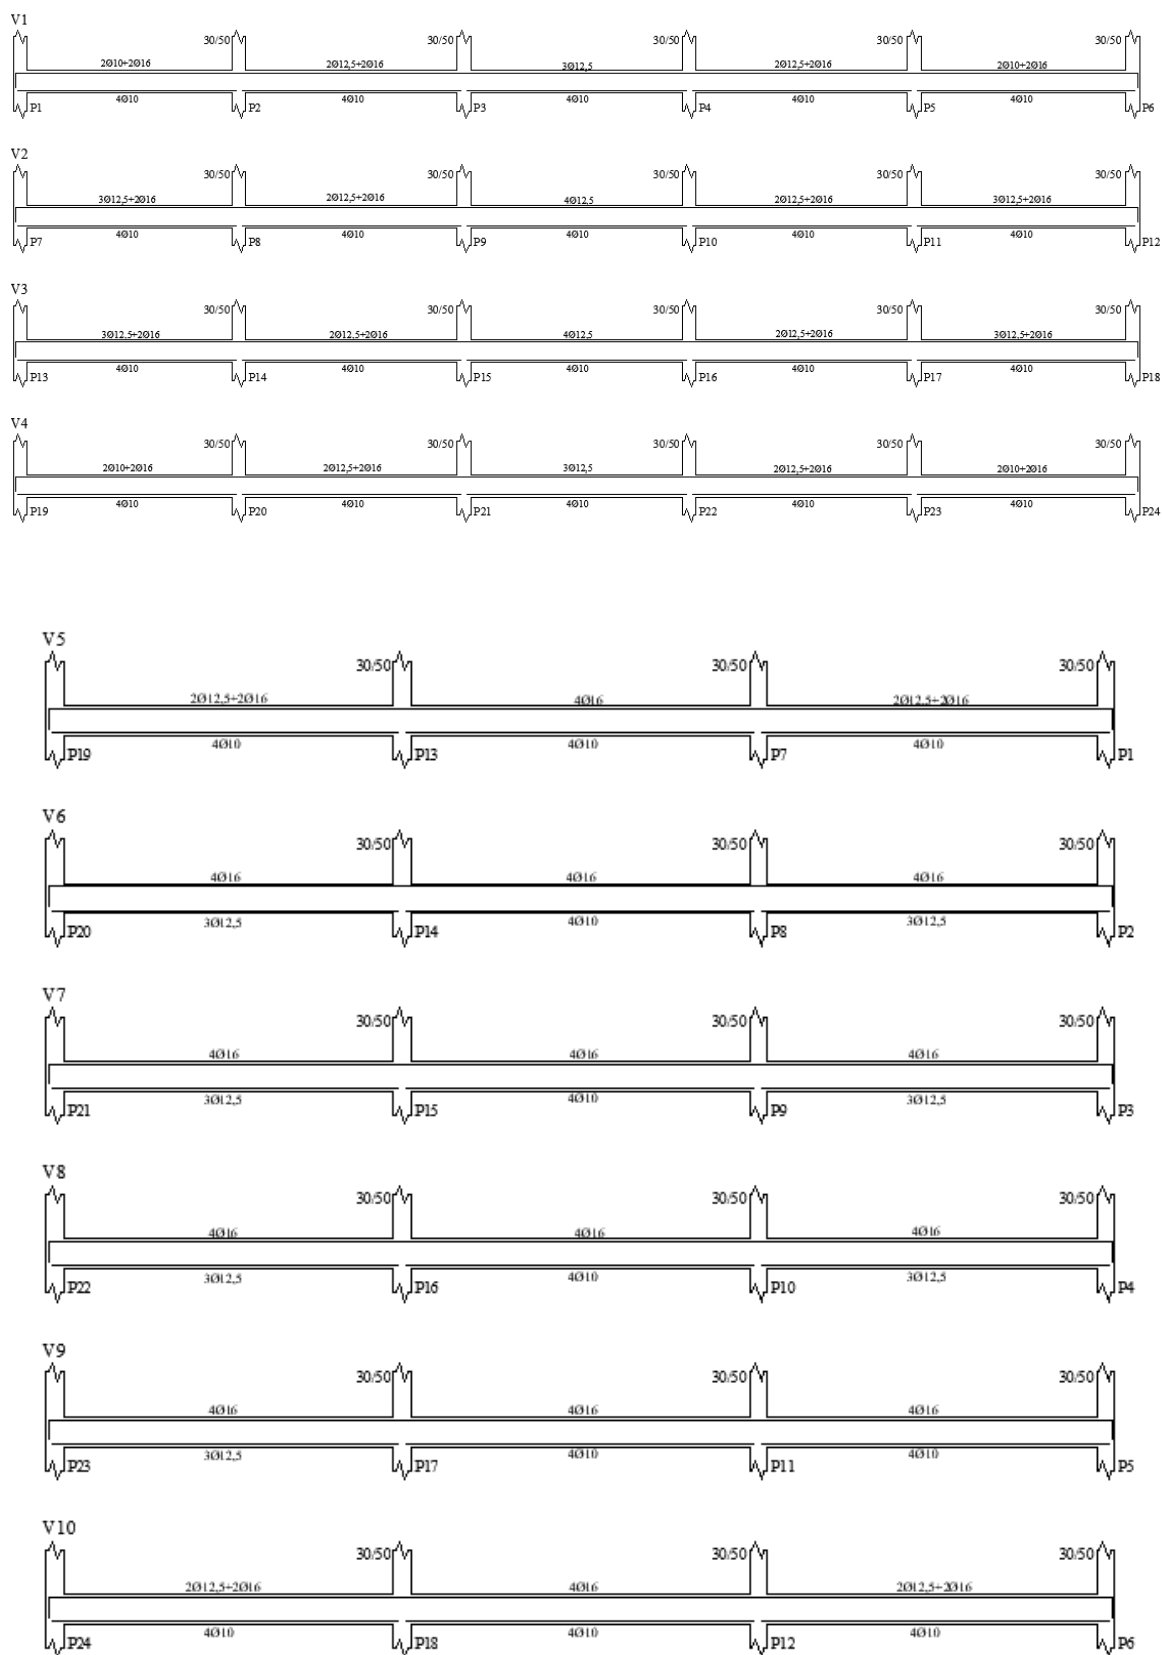 V1
30/50 30/50 30/50 30/50 30/50
2Ø10+2Ø16 2Ø12,5+2Ø16 3Ø12,5 2Ø12,5+2Ø16 2Ø10+2Ø16
4Ø10 4Ø10 4Ø10 4Ø10 4Ø10
P1 P2 P3 P4 P5 P6
V2
30/50 30/50 30/50 30/50 30/50
3Ø12,5+2Ø16 2Ø12,5+2Ø16 4Ø12,5 2Ø12,5+2Ø16 3Ø12,5+2Ø16
4Ø10 4Ø10 4Ø10 4Ø10 4Ø10
P7 P8 P9 P10 P11 P12
V3
30/50 30/50 30/50 30/50 30/50
3Ø12,5+2Ø16 2Ø12,5+2Ø16 4Ø12,5 2Ø12,5+2Ø16 3Ø12,5+2Ø16
4Ø10 4Ø10 4Ø10 4Ø10 4Ø10
P13 P14 P15 P16 P17 P18
V4
30/50 30/50 30/50 30/50 30/50
2Ø10+2Ø16 2Ø12,5+2Ø16 3Ø12,5 2Ø12,5+2Ø16 2Ø10+2Ø16
4Ø10 4Ø10 4Ø10 4Ø10 4Ø10
P19 P20 P21 P22 P23 P24
V5
30/50 30/50 30/50
2Ø12,5+2Ø16 4Ø16 2Ø12,5+2Ø16
4Ø10 4Ø10 4Ø10
P19 P13 P7 P1
V6
30/50 30/50 30/50
4Ø16 4Ø16 4Ø16
3Ø12,5 4Ø10 3Ø12,5
P20 P14 P8 P2
V7
30/50 30/50 30/50
4Ø16 4Ø16 4Ø16
3Ø12,5 4Ø10 3Ø12,5
P21 P15 P9 P3
V8
30/50 30/50 30/50
4Ø16 4Ø16 4Ø16
3Ø12,5 4Ø10 3Ø12,5
P22 P16 P10 P4
V9
30/50 30/50 30/50
4Ø16 4Ø16 4Ø16
3Ø12,5 4Ø10 4Ø10
P23 P17 P11 P5
V10
30/50 30/50 30/50
2Ø12,5+2Ø16 4Ø16 2Ø12,5+2Ø16
4Ø10 4Ø10 4Ø10
P24 P18 P12 P6